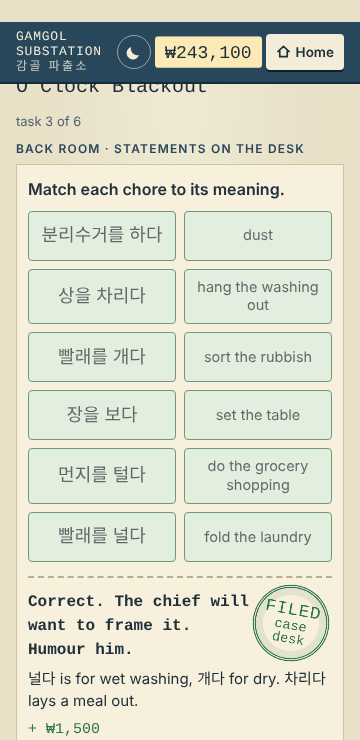 GAMGOL
SUBSTATION
감골 파출소
₩243,100
Home
O'Clock Blackout
task 3 of 6
BACK ROOM · STATEMENTS ON THE DESK
Match each chore to its meaning.
분리수거를 하다
dust
상을 차리다
hang the washing
out
빨래를 개다
sort the rubbish
장을 보다
set the table
먼지를 털다
do the grocery
shopping
빨래를 널다
fold the laundry
Correct. The chief will
want to frame it.
Humour him.
FILED
case
desk
널다 is for wet washing, 개다 for dry. 차리다
lays a meal out.
+ ₩1,500